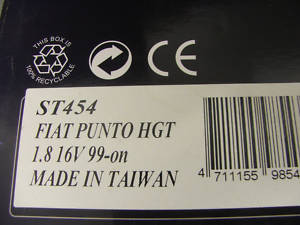 THIS BOX IS
100% RECYCLABLE
CE
ST454
FIAT PUNTO HGT
1.8 16V 99-on
MADE IN TAIWAN
4 711155 9854